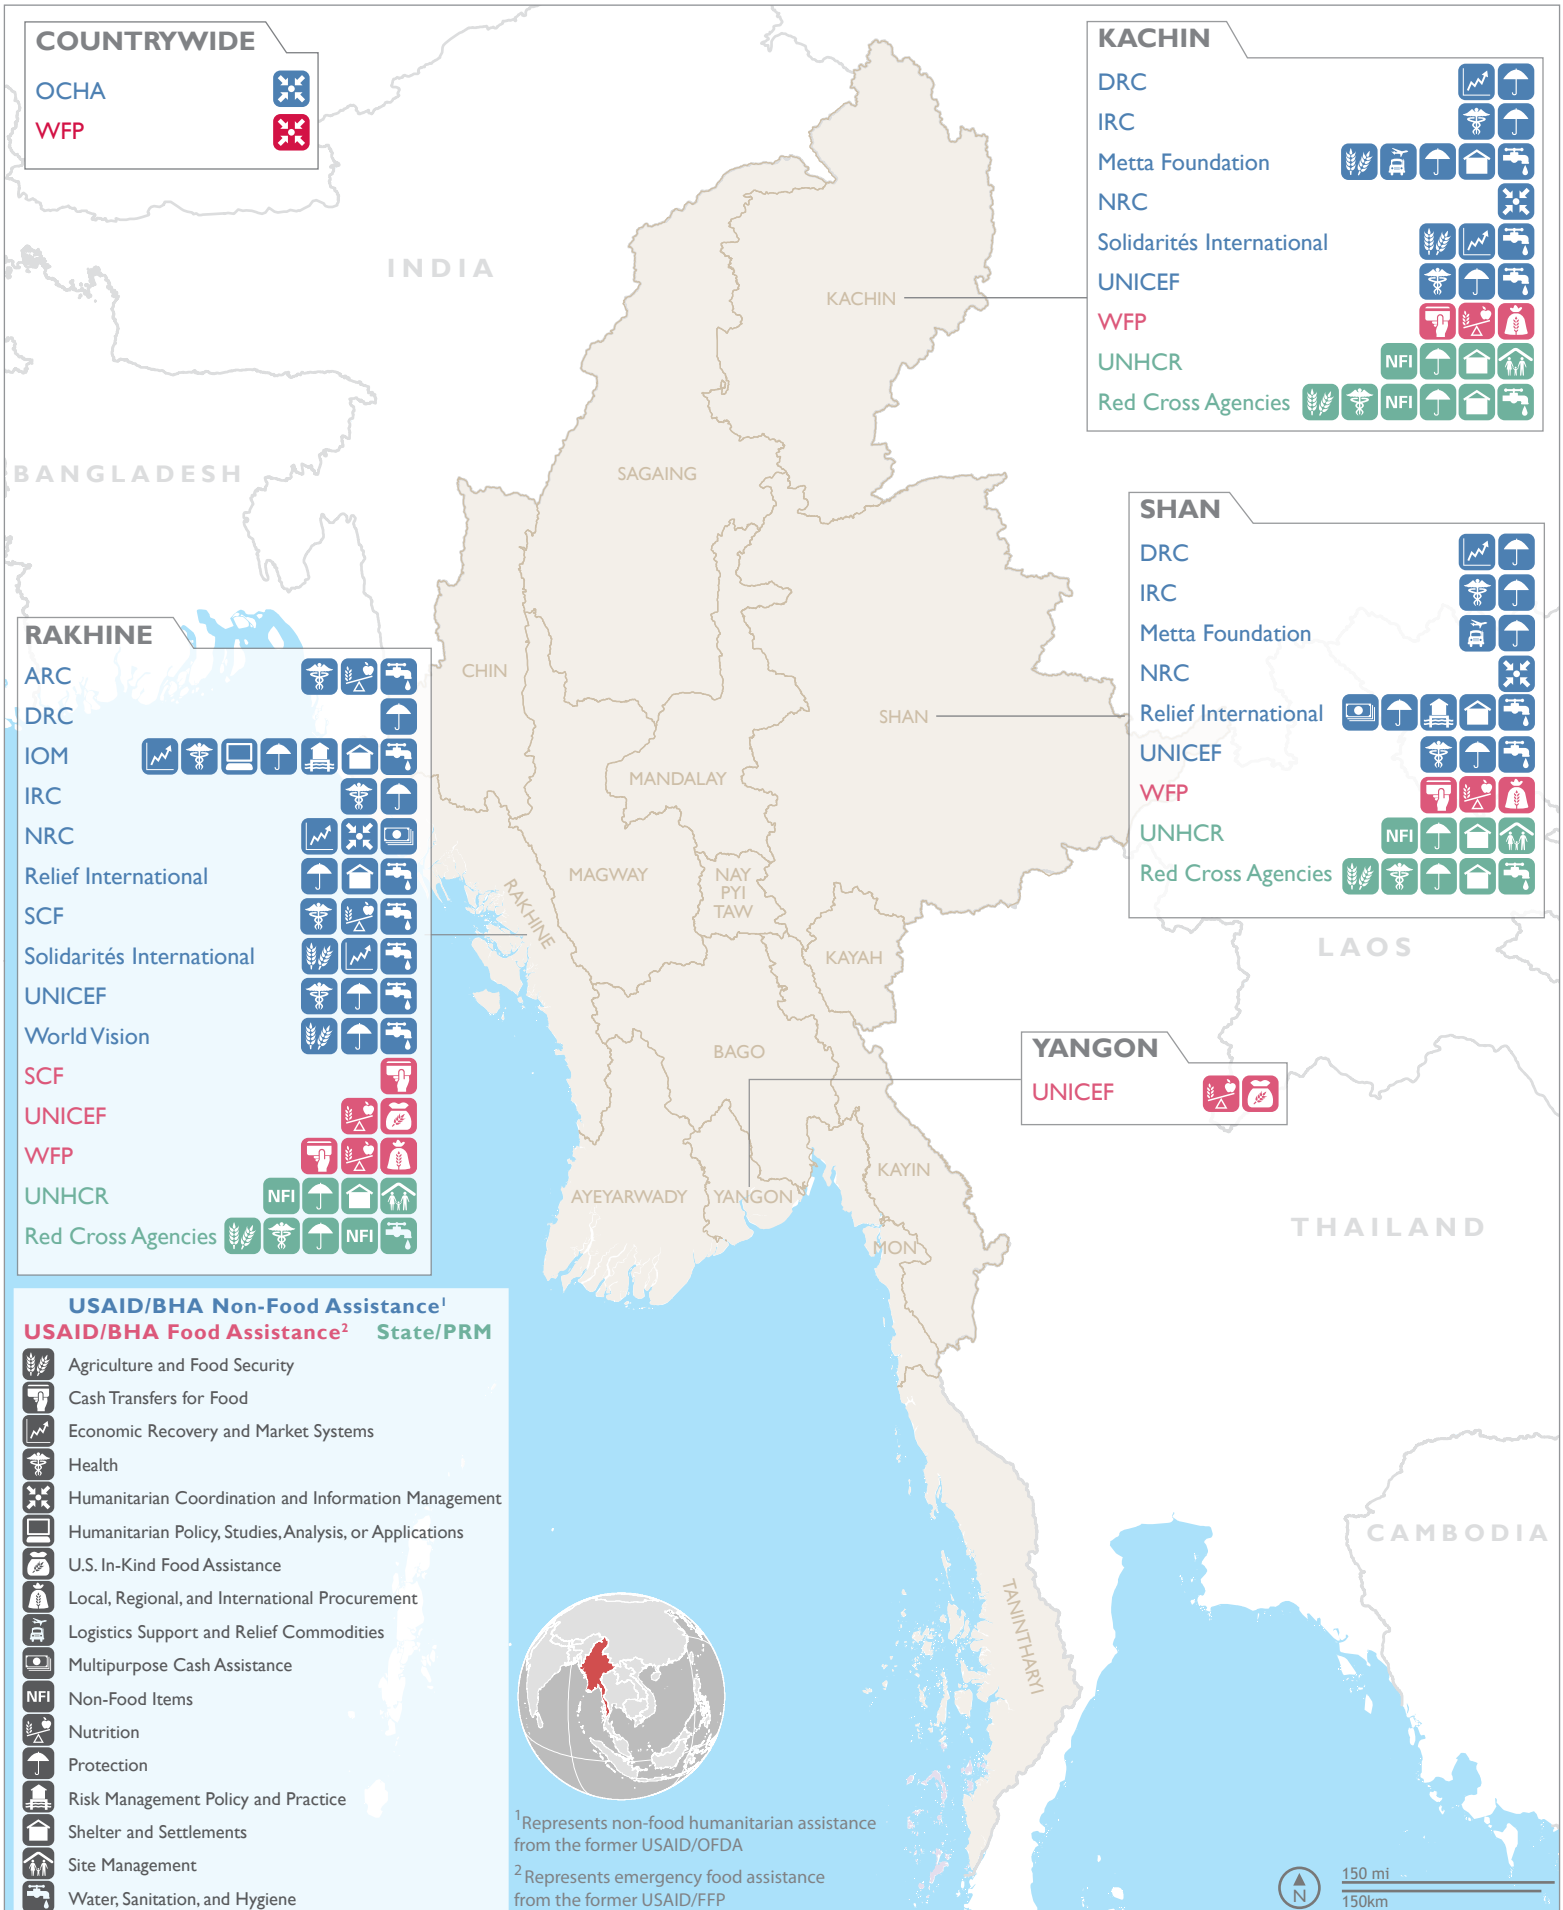 COUNTRYWIDE
OCHA
WFP
KACHIN
DRC
IRC
Metta Foundation
NRC
Solidarités International
UNICEF
WFP
UNHCR
NFI
Red Cross Agencies
NFI
INDIA
KACHIN
BANGLADESH
SAGAING
SHAN
DRC
IRC
Metta Foundation
NRC
Relief International
UNICEF
WFP
UNHCR
NFI
Red Cross Agencies
RAKHINE
ARC
DRC
IOM
IRC
NRC
Relief International
SCF
Solidarités International
UNICEF
World Vision
SCF
UNICEF
WFP
UNHCR
NFI
Red Cross Agencies
NFI
CHIN
SHAN
MANDALAY
MAGWAY
NAY
PYI
TAW
RAKHINE
KAYAH
LAOS
BAGO
YANGON
UNICEF
KAYIN
AYEYARWADY
YANGON
MON
THAILAND
CAMBODIA
TANINTHARYI
USAID/BHA Non-Food Assistance¹
USAID/BHA Food Assistance² State/PRM
Agriculture and Food Security
Cash Transfers for Food
Economic Recovery and Market Systems
Health
Humanitarian Coordination and Information Management
Humanitarian Policy, Studies, Analysis, or Applications
U.S. In-Kind Food Assistance
Local, Regional, and International Procurement
Logistics Support and Relief Commodities
Multipurpose Cash Assistance
NFI Non-Food Items
Nutrition
Protection
Risk Management Policy and Practice
Shelter and Settlements
Site Management
Water, Sanitation, and Hygiene
¹Represents non-food humanitarian assistance
from the former USAID/OFDA
²Represents emergency food assistance
from the former USAID/FFP
N
150 mi
150km